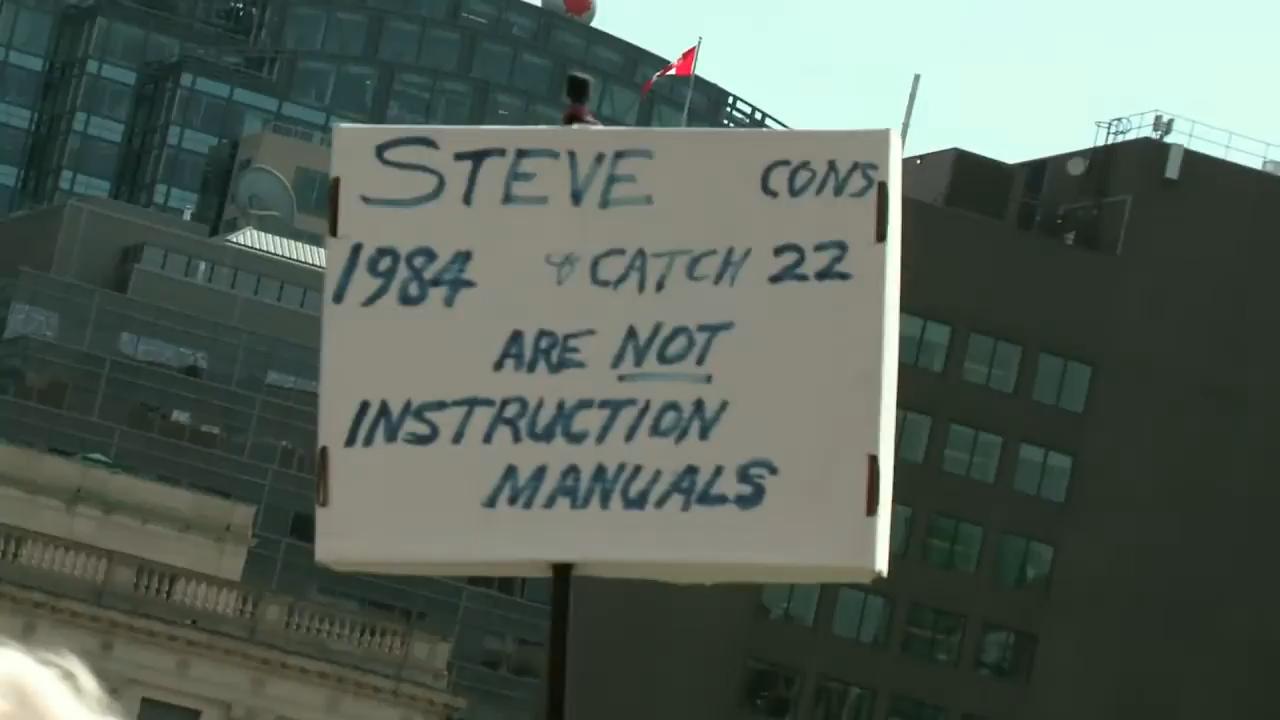 STEVE CONS
1984 & CATCH 22
ARE NOT
INSTRUCTION
MANUALS